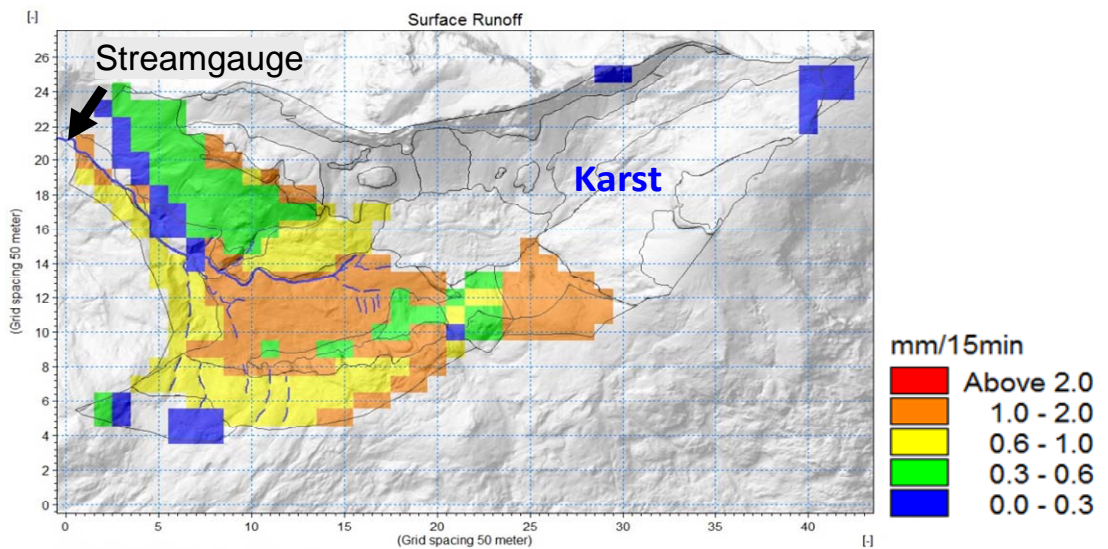 Surface Runoff
[-]
Streamgauge
Karst
26
24
22
20
18
16
14
12
10
8
6
4
2
0
(Grid spacing 50 meter)
0 5 10 15 20 25 30 35 40
(Grid spacing 50 meter)
[-]
mm/15min
Above 2.0
1.0 - 2.0
0.6 - 1.0
0.3 - 0.6
0.0 - 0.3